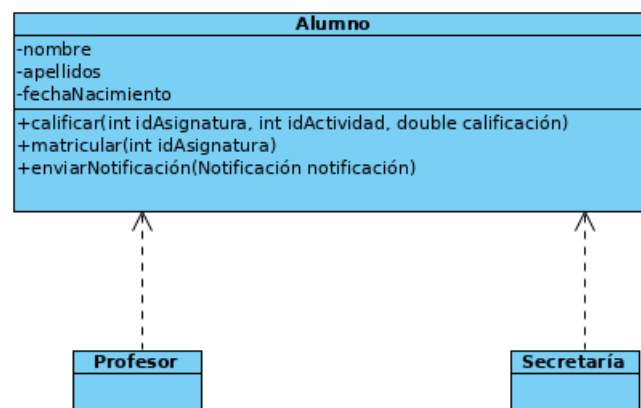 Alumno
-nombre
-apellidos
-fechaNacimiento
+calificar(int idAsignatura, int idActividad, double calificación)
+matricular(int idAsignatura)
+enviarNotificación(Notificación notificación)
Profesor
Secretaría